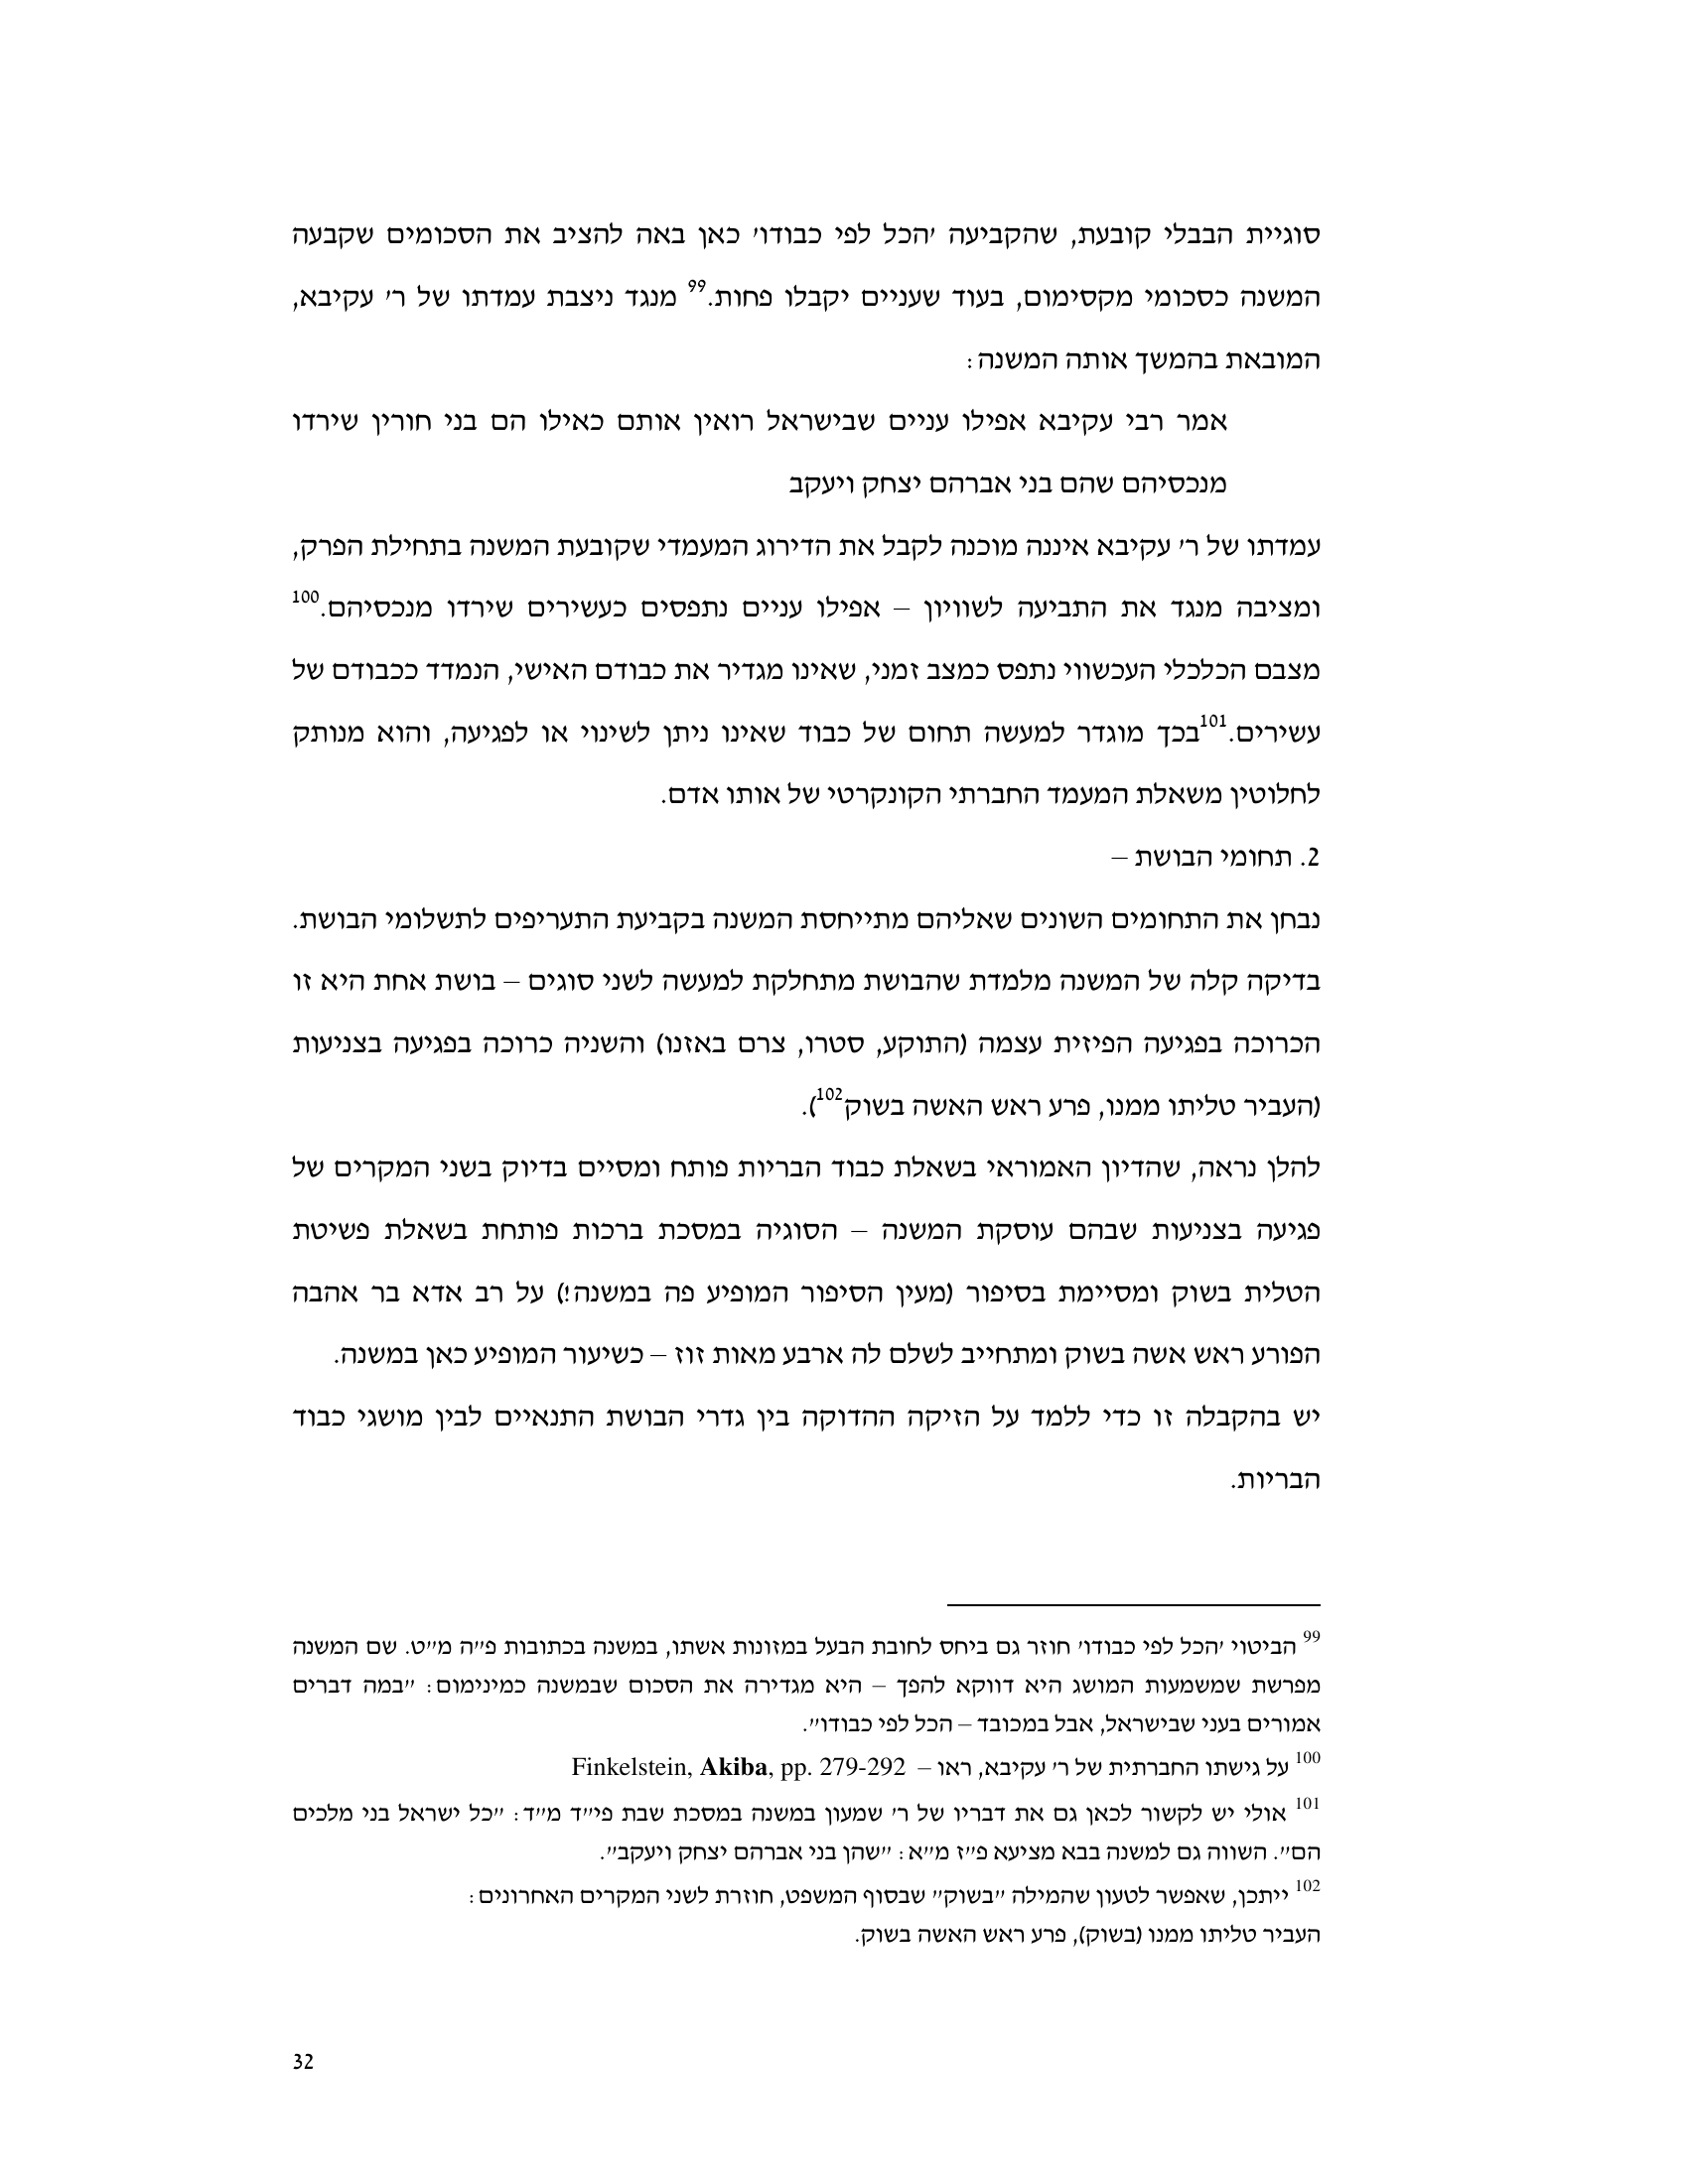 סוגיית הבבלי קובעת, שהקביעה 'הכל לפי כבודו' כאן באה להציב את הסכומים שקבעה
המשנה כסכומי מקסימום, בעוד שעניים יקבלו פחות.99 מנגד ניצבת עמדתו של ר' עקיבא,
המובאת בהמשך אותה המשנה:
אמר רבי עקיבא אפילו עניים שבישראל רואין אותם כאילו הם בני חורין שירדו
מנכסיהם שהם בני אברהם יצחק ויעקב
עמדתו של ר' עקיבא איננה מוכנה לקבל את הדירוג המעמדי שקובעת המשנה בתחילת הפרק,
ומציבה מנגד את התביעה לשוויון – אפילו עניים נתפסים כעשירים שירדו מנכסיהם.100
מצבם הכלכלי העכשווי נתפס כמצב זמני, שאינו מגדיר את כבודם האישי, הנמדד ככבודם של
עשירים.101בכך מוגדר למעשה תחום של כבוד שאינו ניתן לשינוי או לפגיעה, והוא מנותק
לחלוטין משאלת המעמד החברתי הקונקרטי של אותו אדם.
2. תחומי הבושת –
נבחן את התחומים השונים שאליהם מתייחסת המשנה בקביעת התעריפים לתשלומי הבושת.
בדיקה קלה של המשנה מלמדת שהבושת מתחלקת למעשה לשני סוגים – בושת אחת היא זו
הכרוכה בפגיעה הפיזית עצמה (התוקע, סטרו, צרם באזנו) והשניה כרוכה בפגיעה בצניעות
(העביר טליתו ממנו, פרע ראש האשה בשוק102).
להלן נראה, שהדיון האמוראי בשאלת כבוד הבריות פותח ומסיים בדיוק בשני המקרים של
פגיעה בצניעות שבהם עוסקת המשנה – הסוגיה במסכת ברכות פותחת בשאלת פשיטת
הטלית בשוק ומסיימת בסיפור (מעין הסיפור המופיע פה במשנה!) על רב אדא בר אהבה
הפורע ראש אשה בשוק ומתחייב לשלם לה ארבע מאות זוז – כשיעור המופיע כאן במשנה.
יש בהקבלה זו כדי ללמד על הזיקה ההדוקה בין גדרי הבושת התנאיים לבין מושגי כבוד
הבריות.
99 הביטוי 'הכל לפי כבודו' חוזר גם ביחס לחובת הבעל במזונות אשתו, במשנה בכתובות פ"ה מ"ט. שם המשנה
מפרשת שמשמעות המושג היא דווקא להפך – היא מגדירה את הסכום שבמשנה כמינימום: "במה דברים
אמורים בעני שבישראל, אבל במכובד – הכל לפי כבודו".
100 על גישתו החברתית של ר' עקיבא, ראו – Finkelstein, Akiba, pp. 279-292
101 אולי יש לקשור לכאן גם את דבריו של ר' שמעון במשנה במסכת שבת פי"ד מ"ד: "כל ישראל בני מלכים
הם". השווה גם למשנה בבא מציעא פ"ז מ"א: "שהן בני אברהם יצחק ויעקב".
102 ייתכן, שאפשר לטעון שהמילה "בשוק" שבסוף המשפט, חוזרת לשני המקרים האחרונים:
העביר טליתו ממנו (בשוק), פרע ראש האשה בשוק.
32